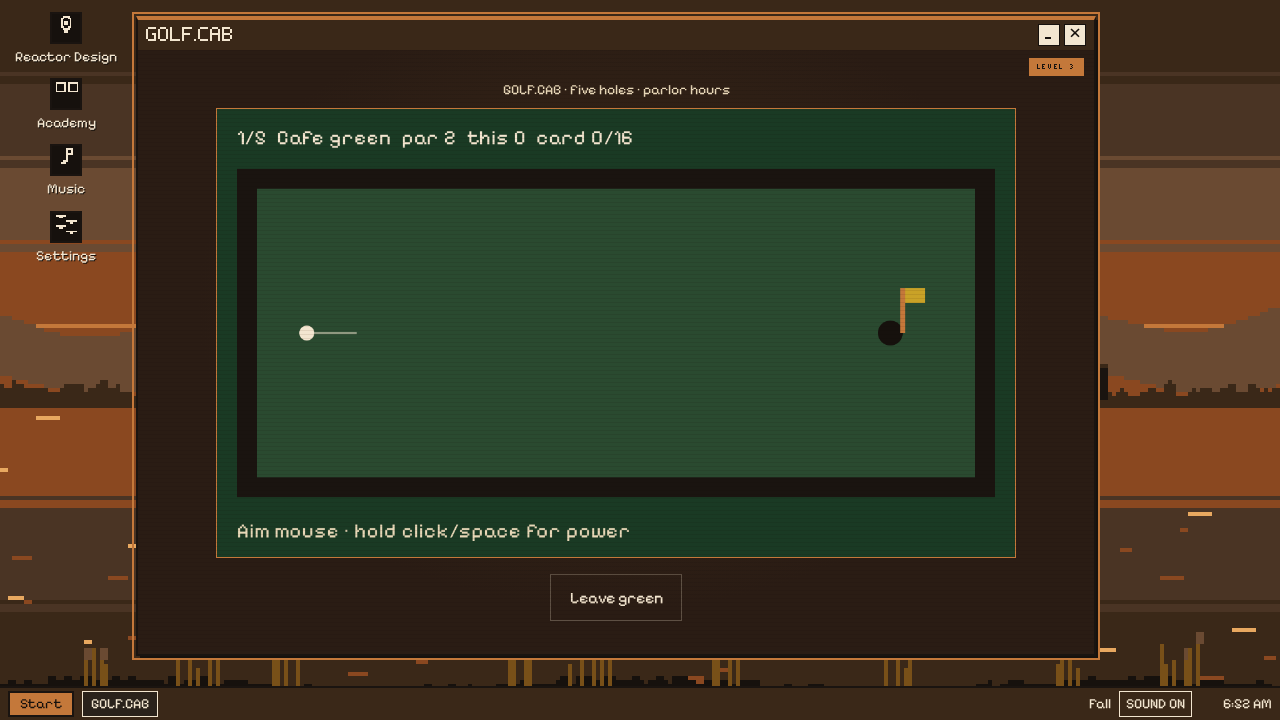 Reactor Design
Academy
Music
Settings
GOLF.CAB
LEVEL 3
GOLF.CAB · five holes · parlor hours
1/5 Cafe green par 2 this 0 card 0/16
Aim mouse · hold click/space for power
Leave green
Start
GOLF.CAB
Fall
SOUND ON
6:52 AM